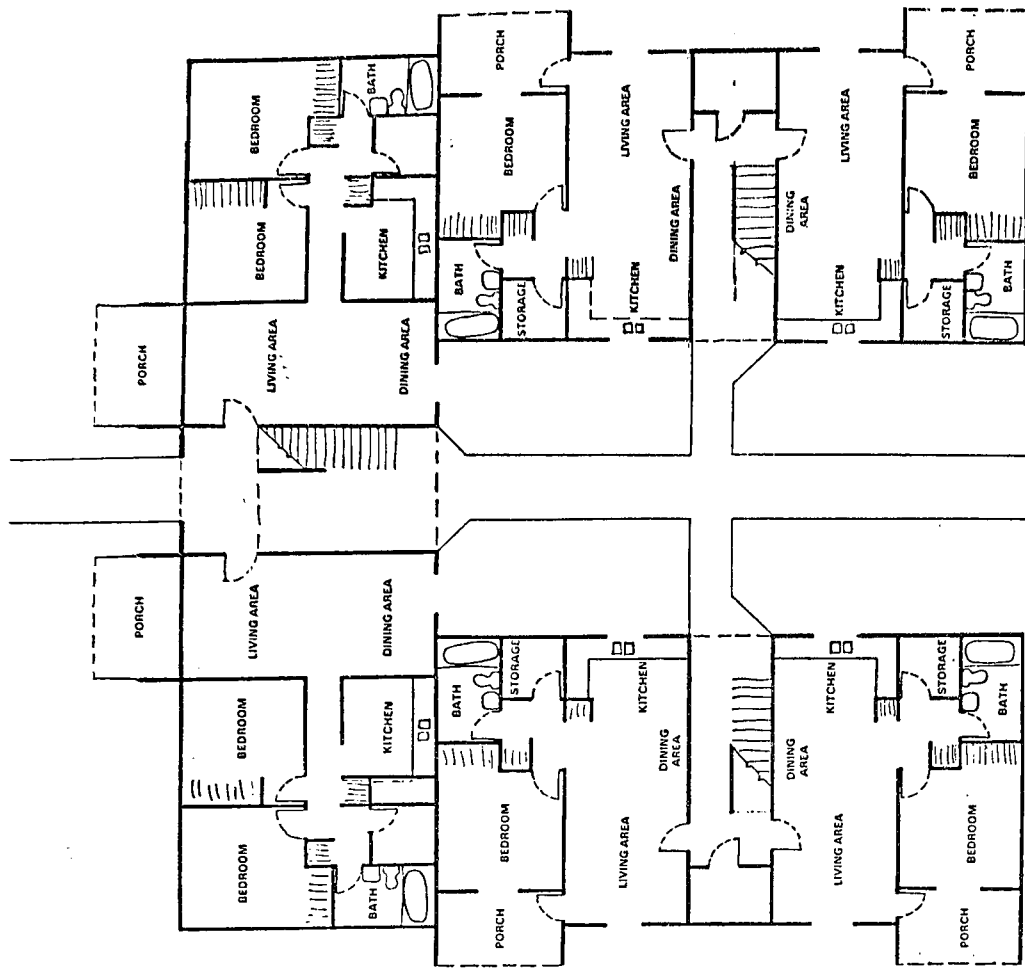 PORCH
PORCH
BEDROOM
BEDROOM
LIVING AREA
LIVING AREA
BEDROOM
BEDROOM
BATH
KITCHEN
DINING AREA
DINING AREA
KITCHEN
BATH
BATH
BATH
PORCH
BEDROOM
STORAGE
STORAGE
BEDROOM
PORCH
LIVING AREA
DINING
AREA
KITCHEN
KITCHEN
DINING AREA
LIVING AREA
LIVING AREA
DINING
AREA
KITCHEN
KITCHEN
DINING
AREA
LIVING AREA
STORAGE
STORAGE
PORCH
BEDROOM
BATH
BATH
BEDROOM
PORCH